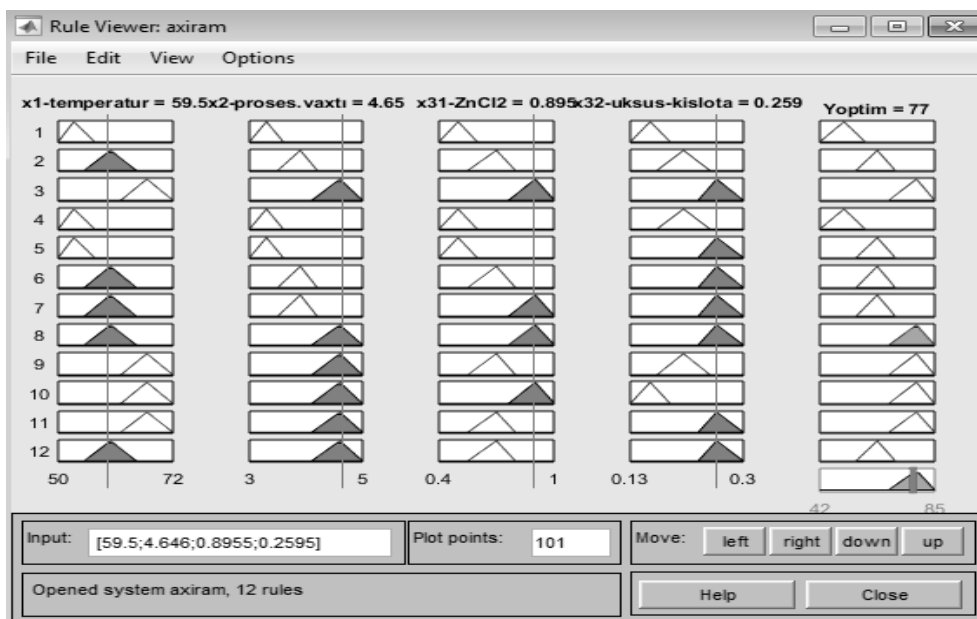 Rule Viewer: axiram
File Edit View Options
x1-temperatur = 59.5x2-proses.vaxtı = 4.65 x31-ZnCl2 = 0.895x32-uksus-kislota = 0.259 Yoptim = 77
1
2
3
4
5
6
7
8
9
10
11
12
50 72 3 5 0.4 1 0.13 0.3
42 85
Input: [59.5;4.646;0.8955;0.2595] Plot points: 101 Move: left right down up
Opened system axiram, 12 rules Help Close